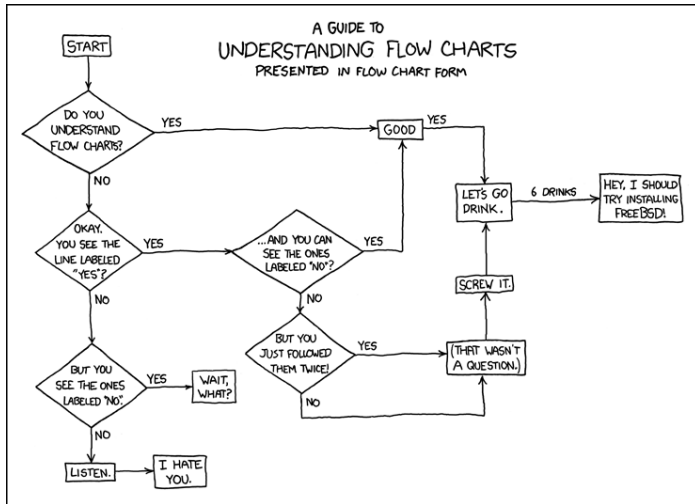 A GUIDE TO
UNDERSTANDING FLOW CHARTS
PRESENTED IN FLOW CHART FORM
START
DO YOU
UNDERSTAND
FLOW CHARTS?
YES
GOOD
YES
NO
LET'S GO
DRINK.
6 DRINKS
HEY, I SHOULD
TRY INSTALLING
FREEBSD!
OKAY.
YOU SEE THE
LINE LABELED
"YES"?
YES
...AND YOU CAN
SEE THE ONES
LABELED "NO"?
YES
NO
NO
SCREW IT.
BUT YOU
JUST FOLLOWED
THEM TWICE!
YES
(THAT WASN'T
A QUESTION.)
NO
BUT YOU
SEE THE ONES
LABELED "NO".
YES
WAIT,
WHAT?
NO
LISTEN.
I HATE
YOU.